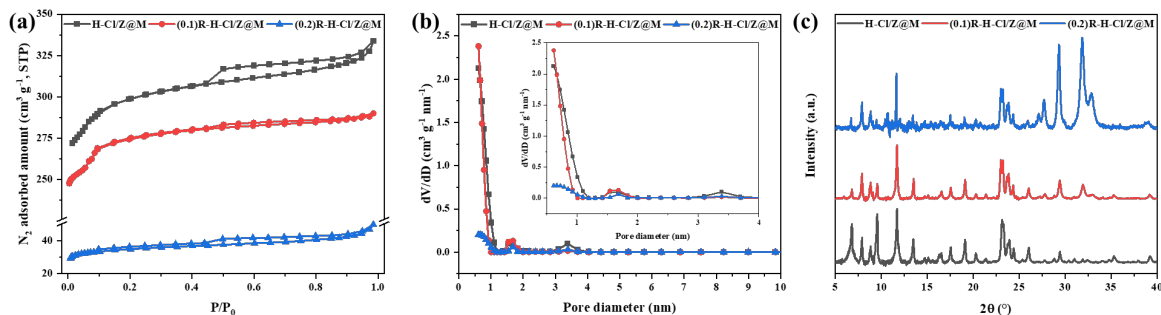 (a)
H-Cl/Z@M (0.1)R-H-Cl/Z@M (0.2)R-H-Cl/Z@M
N₂ adsorbed amount (cm³ g⁻¹, STP)
350
325
300
275
250
40
20
0.0 0.2 0.4 0.6 0.8 1.0
P/P₀
(b)
H-Cl/Z@M (0.1)R-H-Cl/Z@M (0.2)R-H-Cl/Z@M
dV/dD (cm³ g⁻¹ nm⁻¹)
2.5
2.0
1.5
1.0
0.5
0.0
0 1 2 3 4 5 6 7 8 9 10
Pore diameter (nm)
dV/dD (cm³ g⁻¹ nm⁻¹)
2.5
2.0
1.5
1.0
0.5
0.0
1 2 3 4
Pore diameter (nm)
(c)
H-Cl/Z@M (0.1)R-H-Cl/Z@M (0.2)R-H-Cl/Z@M
Intensity (a.u.)
5 10 15 20 25 30 35 40
2θ (°)